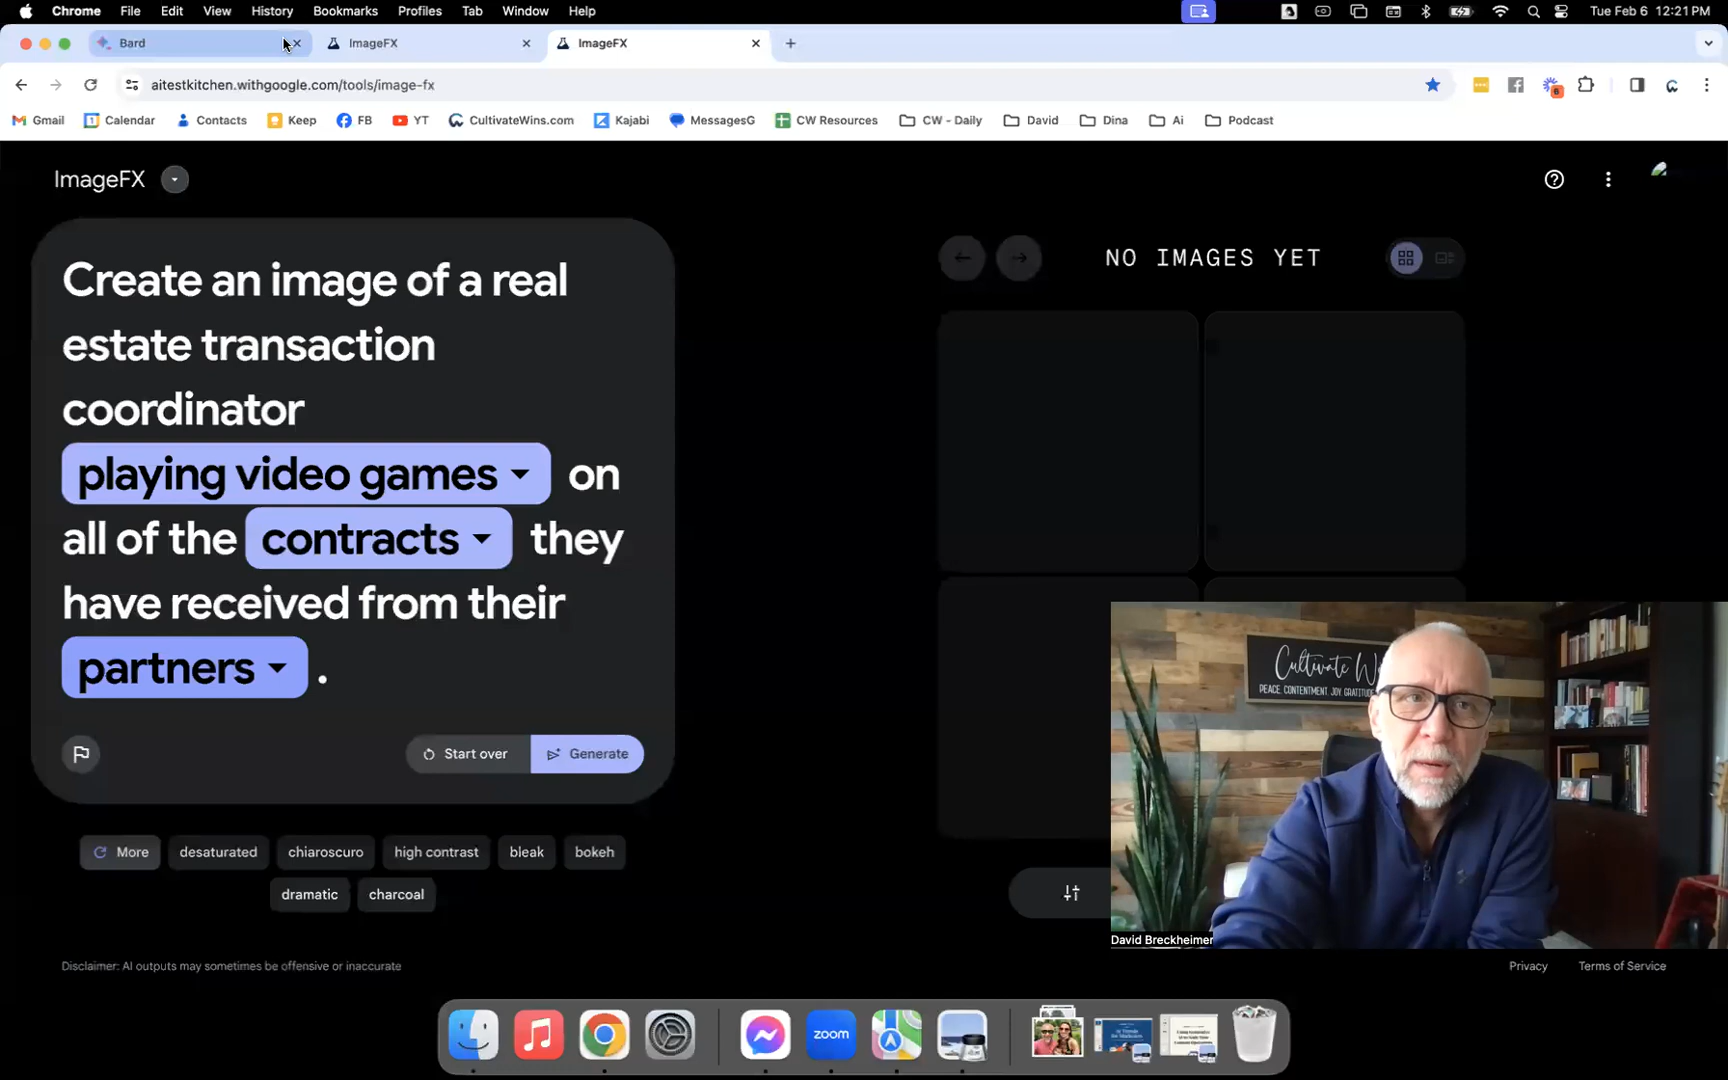 Chrome File Edit View History Bookmarks Profiles Tab Window Help Tue Feb 6 12:21 PM
Bard ImageFX ImageFX
aitestkitchen.withgoogle.com/tools/image-fx
6
Gmail Calendar Contacts Keep FB YT CultivateWins.com Kajabi MessagesG CW Resources CW - Daily David Dina Ai Podcast
ImageFX
NO IMAGES YET
Create an image of a real
estate transaction
coordinator
playing video games on
all of the contracts they
have received from their
partners .
Start over Generate
More desaturated chiaroscuro high contrast bleak bokeh
dramatic charcoal
Cultivate W
PEACE. CONTENTMENT. JOY. GRATITUDE
David Breckheimer
Disclaimer: AI outputs may sometimes be offensive or inaccurate
Privacy Terms of Service
zoom